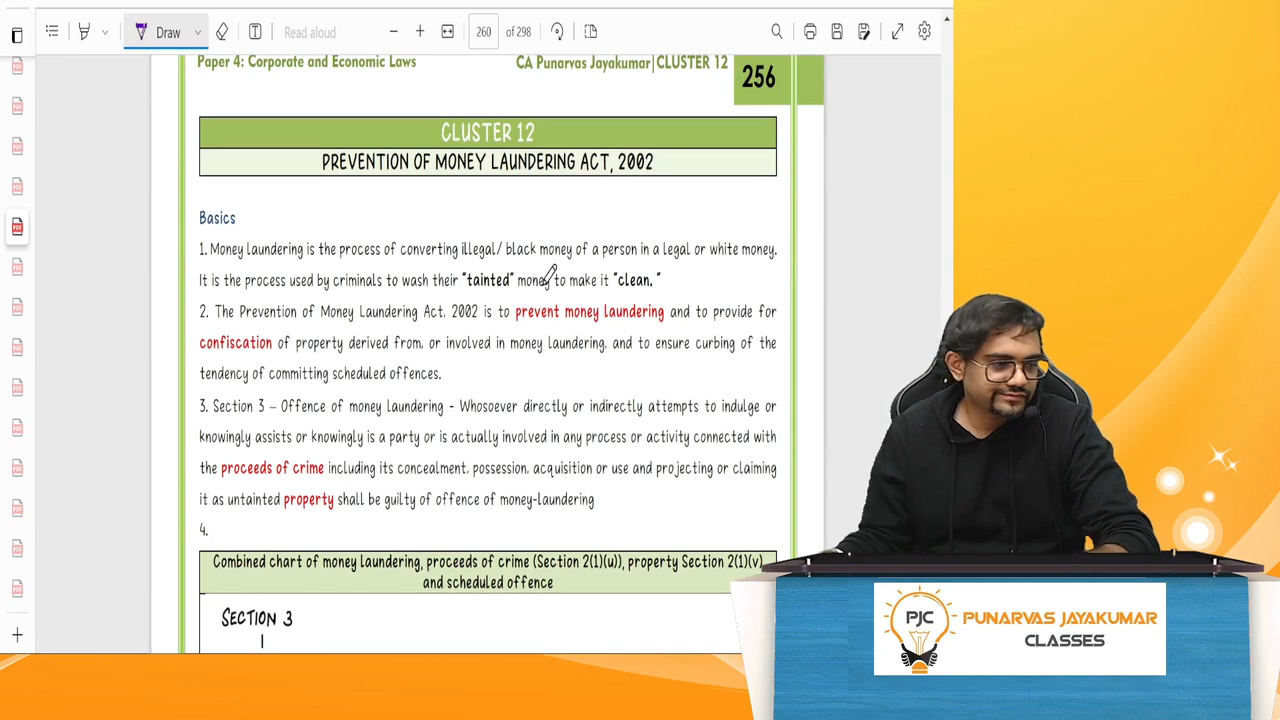 Draw
Read aloud
260 of 298
Paper 4: Corporate and Economic Laws
CA Punarvas Jayakumar|CLUSTER 12
256
CLUSTER 12
PREVENTION OF MONEY LAUNDERING ACT, 2002
Basics
1. Money laundering is the process of converting illegal/ black money of a person in a legal or white money.
It is the process used by criminals to wash their "tainted" money to make it "clean."
2. The Prevention of Money Laundering Act, 2002 is to prevent money laundering and to provide for
confiscation of property derived from, or involved in money laundering, and to ensure curbing of the
tendency of committing scheduled offences.
3. Section 3 – Offence of money laundering - Whosoever directly or indirectly attempts to indulge or
knowingly assists or knowingly is a party or is actually involved in any process or activity connected with
the proceeds of crime including its concealment, possession, acquisition or use and projecting or claiming
it as untainted property shall be guilty of offence of money-laundering
4.
Combined chart of money laundering, proceeds of crime (Section 2(1)(u)), property Section 2(1)(v)
and scheduled offence
SECTION 3
PJC
PUNARVAS JAYAKUMAR
CLASSES